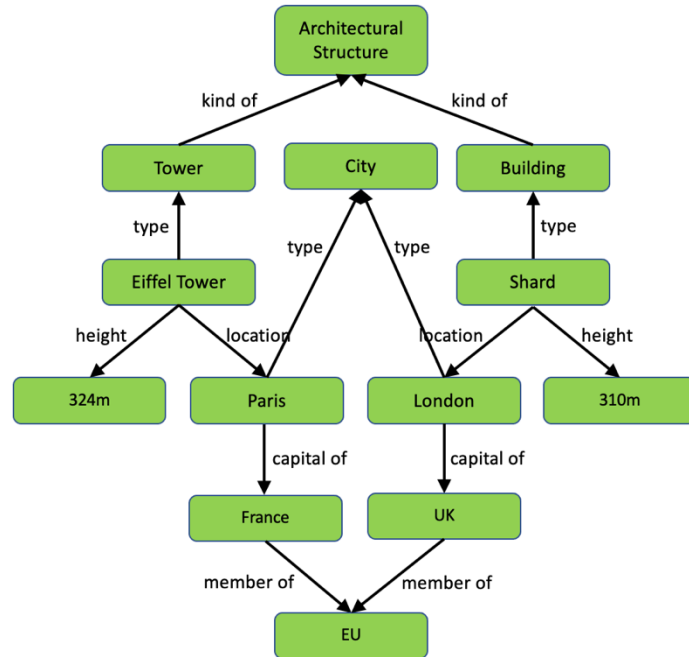 Architectural
Structure
kind of
kind of
Tower
City
Building
type
type
type
type
Eiffel Tower
Shard
height
location
location
height
324m
Paris
London
310m
capital of
capital of
France
UK
member of
member of
EU